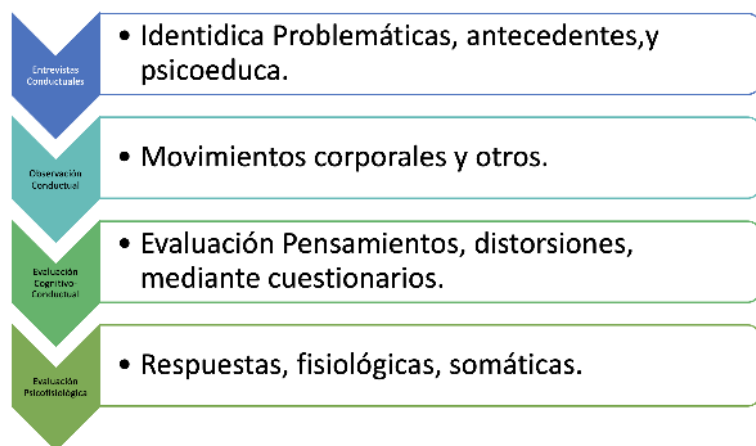 Entrevistas
Conductuales
• Identidica Problemáticas, antecedentes,y
psicoeduca.
Observación
Conductual
• Movimientos corporales y otros.
Evaluación
Cognitivo-
Conductual
• Evaluación Pensamientos, distorsiones,
mediante cuestionarios.
Evaluación
Psicofisiológica
• Respuestas, fisiológicas, somáticas.